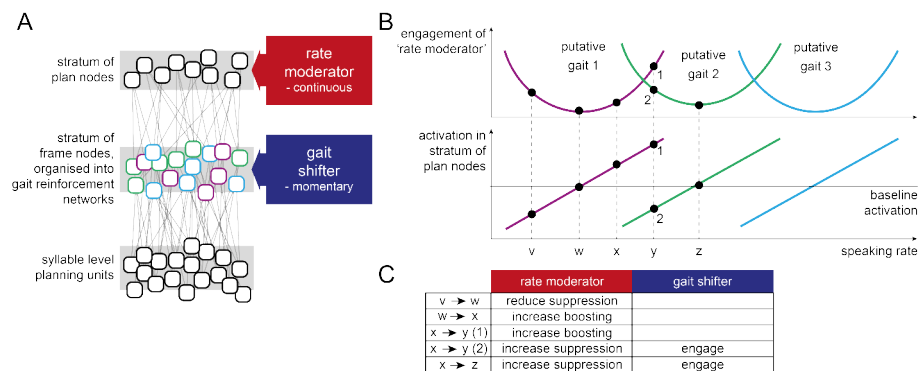 A
stratum of
plan nodes
rate
moderator
- continuous
stratum of
frame nodes,
organised into
gait reinforcement
networks
gait
shifter
- momentary
syllable level
planning units
B
engagement of
‘rate moderator’
putative
gait 1
putative
gait 2
putative
gait 3
1
2
activation in
stratum of
plan nodes
1
2
baseline
activation
v w x y z speaking rate
C
rate moderator gait shifter
v → w reduce suppression
w → x increase boosting
x → y (1) increase boosting
x → y (2) increase suppression engage
x → z increase suppression engage